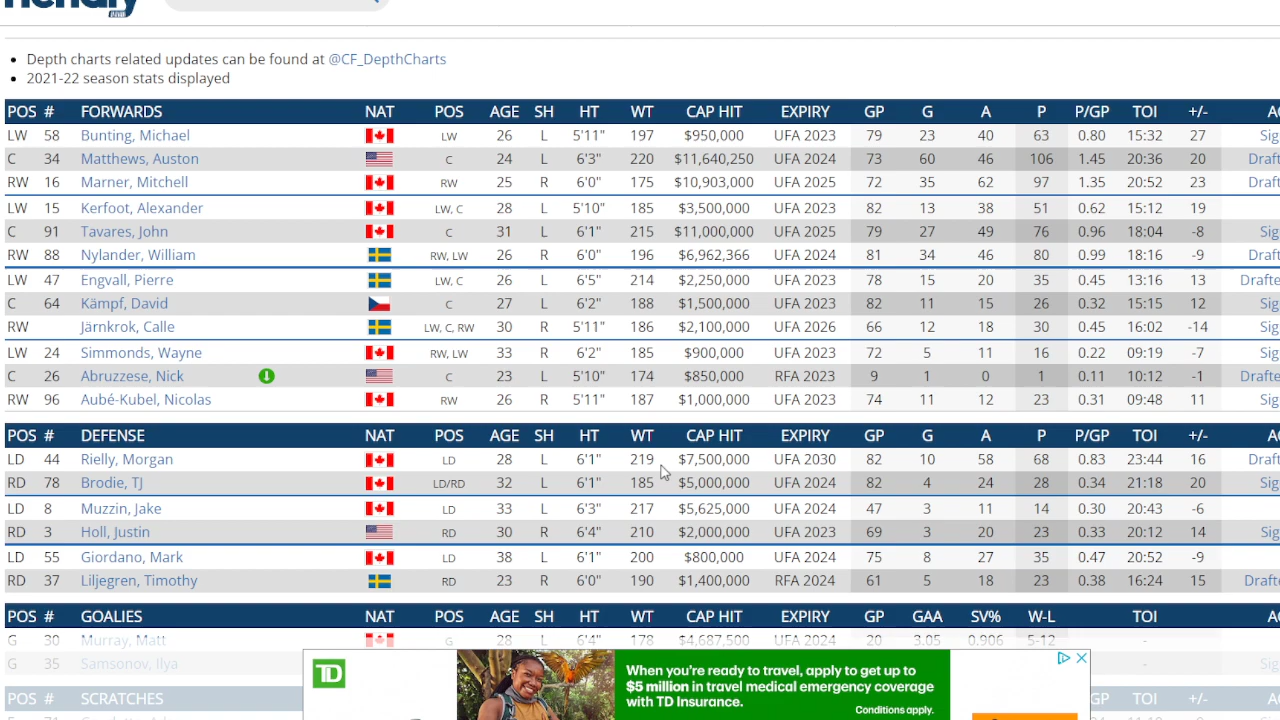 Depth charts related updates can be found at @CF_DepthCharts
2021-22 season stats displayed
POS # FORWARDS NAT POS AGE SH HT WT CAP HIT EXPIRY GP G A P P/GP TOI +/-
LW 58 Bunting, Michael LW 26 L 5'11" 197 $950,000 UFA 2023 79 23 40 63 0.80 15:32 27 Sig
C 34 Matthews, Auston C 24 L 6'3" 220 $11,640,250 UFA 2024 73 60 46 106 1.45 20:36 20 Draft
RW 16 Marner, Mitchell RW 25 R 6'0" 175 $10,903,000 UFA 2025 72 35 62 97 1.35 20:52 23 Draft
LW 15 Kerfoot, Alexander LW, C 28 L 5'10" 185 $3,500,000 UFA 2023 82 13 38 51 0.62 15:12 19
C 91 Tavares, John C 31 L 6'1" 215 $11,000,000 UFA 2025 79 27 49 76 0.96 18:04 -8 Sig
RW 88 Nylander, William RW, LW 26 R 6'0" 196 $6,962,366 UFA 2024 81 34 46 80 0.99 18:16 -9 Draft
LW 47 Engvall, Pierre LW, C 26 L 6'5" 214 $2,250,000 UFA 2023 78 15 20 35 0.45 13:16 12 Drafte
C 64 Kämpf, David C 27 L 6'2" 188 $1,500,000 UFA 2023 82 11 15 26 0.32 15:15 12 Sig
RW Järnkrok, Calle LW, C, RW 30 R 5'11" 186 $2,100,000 UFA 2026 66 12 18 30 0.45 16:02 -14 Sig
LW 24 Simmonds, Wayne RW, LW 33 R 6'2" 185 $900,000 UFA 2023 72 5 11 16 0.22 09:19 -7 Sig
C 26 Abruzzese, Nick C 23 L 5'10" 174 $850,000 RFA 2023 9 1 0 1 0.11 10:12 -1 Drafte
RW 96 Aubé-Kubel, Nicolas RW 26 R 5'11" 187 $1,000,000 UFA 2023 74 11 12 23 0.31 09:48 11 Sig
POS # DEFENSE NAT POS AGE SH HT WT CAP HIT EXPIRY GP G A P P/GP TOI +/-
LD 44 Rielly, Morgan LD 28 L 6'1" 219 $7,500,000 UFA 2030 82 10 58 68 0.83 23:44 16 Draft
RD 78 Brodie, TJ LD/RD 32 L 6'1" 185 $5,000,000 UFA 2024 82 4 24 28 0.34 21:18 20 Sig
LD 8 Muzzin, Jake LD 33 L 6'3" 217 $5,625,000 UFA 2024 47 3 11 14 0.30 20:43 -6
RD 3 Holl, Justin RD 30 R 6'4" 210 $2,000,000 UFA 2023 69 3 20 23 0.33 20:12 14 Sig
LD 55 Giordano, Mark LD 38 L 6'1" 200 $800,000 UFA 2024 75 8 27 35 0.47 20:52 -9
RD 37 Liljegren, Timothy RD 23 R 6'0" 190 $1,400,000 RFA 2024 61 5 18 23 0.38 16:24 15 Drafte
POS # GOALIES NAT POS AGE SH HT WT CAP HIT EXPIRY GP GAA SV% W-L TOI
G 30 Murray, Matt G 28 L 6'4" 178 $4,687,500 UFA 2024 20 3.05 0.906 5-12 -
G 35 Samsonov, Ilya -
POS # SCRATCHES GP G A P P/GP TOI +/-
TD
When you're ready to travel, apply to get up to
$5 million in travel medical emergency coverage
with TD Insurance.
Conditions apply.